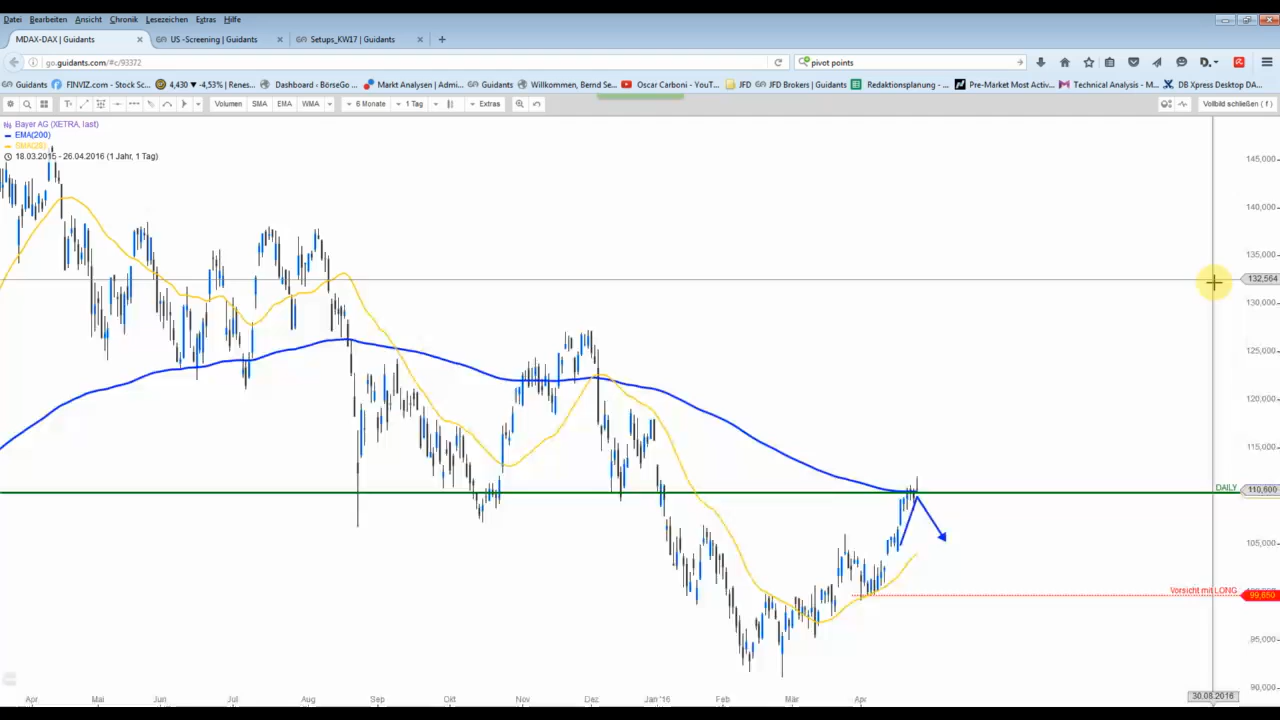 Datei Bearbeiten Ansicht Chronik Lesezeichen Extras Hilfe
MDAX-DAX | Guidants × US -Screening | Guidants × Setups_KW17 | Guidants × +
go.guidants.com/#c/93372 pivot points
Guidants FINVIZ.com - Stock Sc... 4,430 ▼ -4,53% | Renes... Dashboard ‹ BörseGo ... Markt Analysen | Admi... Guidants Willkommen, Bernd Se... Oscar Carboni - YouT... JFD JFD Brokers | Guidants Redaktionsplanung - ... Pre-Market Most Activ... Technical Analysis - M... DB Xpress Desktop DA...
Volumen SMA EMA WMA 6 Monate 1 Tag Extras Vollbild schließen ( f )
Bayer AG (XETRA, last)
EMA(200)
18.03.2015 - 26.04.2016 (1 Jahr, 1 Tag)
145,000
140,000
135,000
132,564
130,000
125,000
120,000
115,000
DAILY 110,600
105,000
Vorsicht mit LONG 99,650
95,000
90,000
Apr Mai Jun Jul Aug Sep Okt Nov Dez Jan '16 Feb Mär Apr 30.08.2016